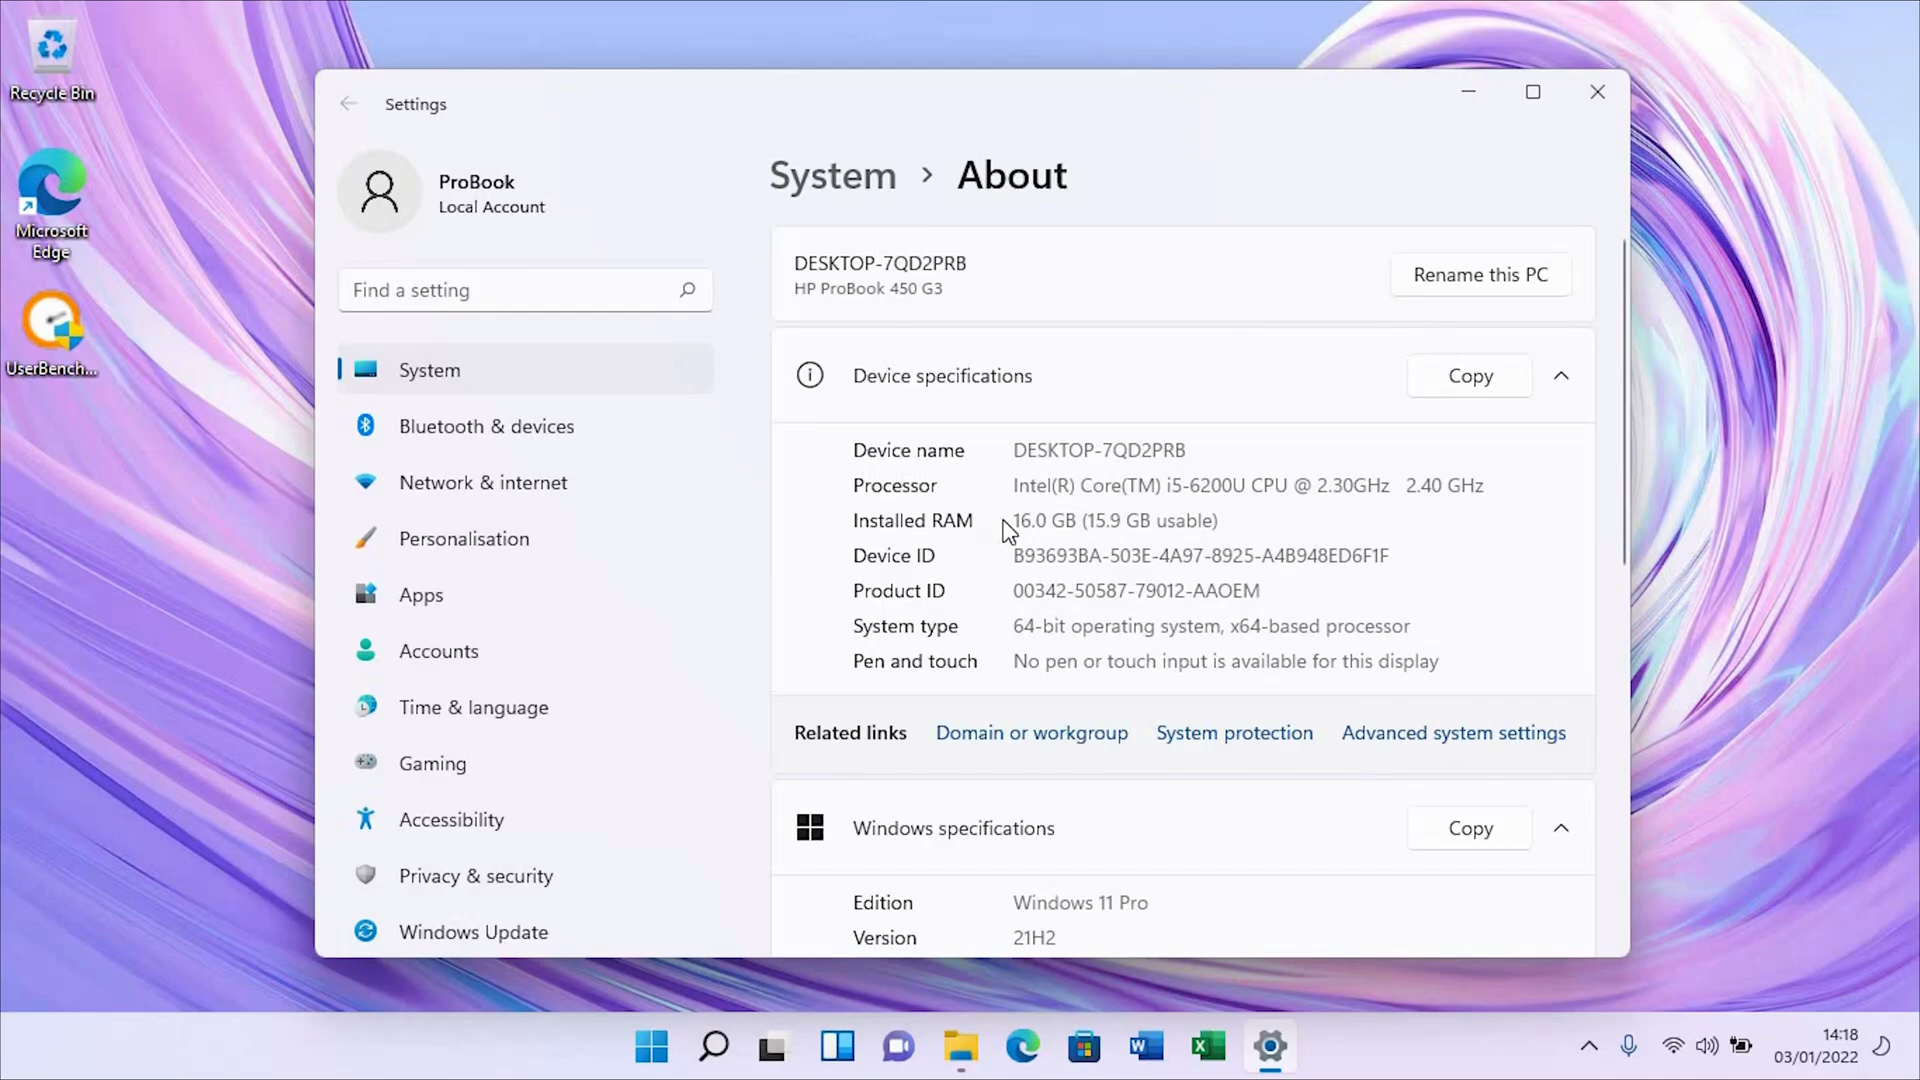 Recycle Bin
Microsoft
Edge
UserBench...
Settings
ProBook
Local Account
Find a setting
System
Bluetooth & devices
Network & internet
Personalisation
Apps
Accounts
Time & language
Gaming
Accessibility
Privacy & security
Windows Update
System › About
DESKTOP-7QD2PRB
HP ProBook 450 G3
Rename this PC
Device specifications
Copy
Device name DESKTOP-7QD2PRB
Processor Intel(R) Core(TM) i5-6200U CPU @ 2.30GHz 2.40 GHz
Installed RAM 16.0 GB (15.9 GB usable)
Device ID B93693BA-503E-4A97-8925-A4B948ED6F1F
Product ID 00342-50587-79012-AAOEM
System type 64-bit operating system, x64-based processor
Pen and touch No pen or touch input is available for this display
Related links Domain or workgroup System protection Advanced system settings
Windows specifications
Copy
Edition Windows 11 Pro
Version 21H2
14:18
03/01/2022